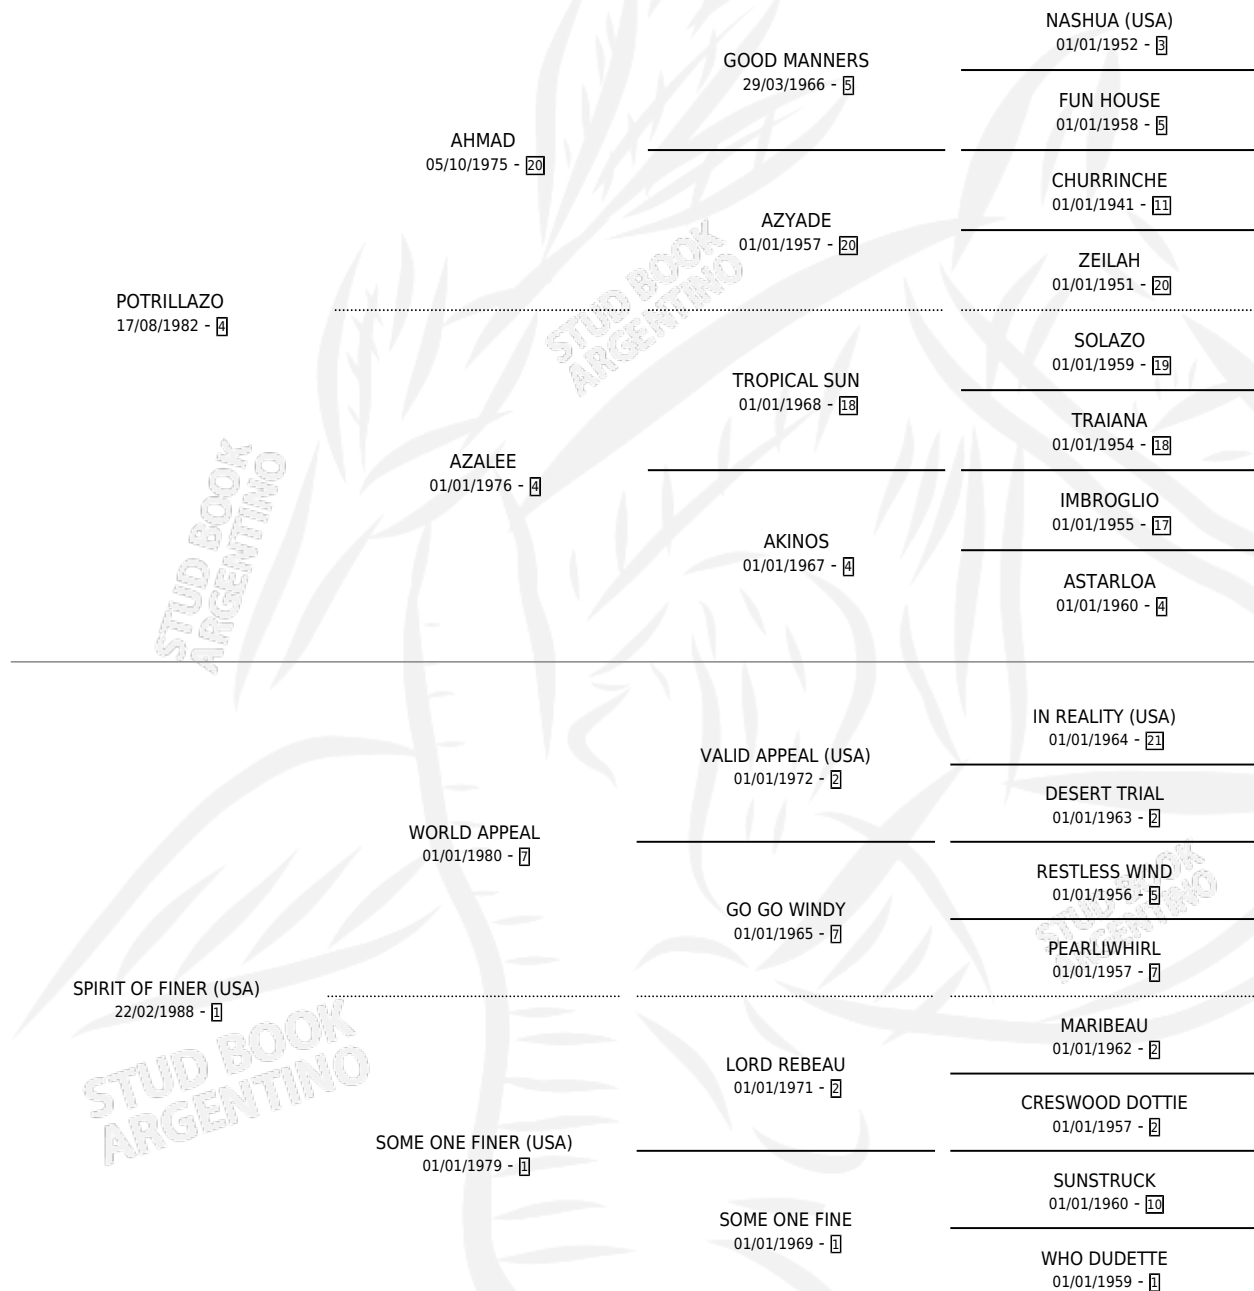 NASHUA (USA)
01/01/1952 - 3
GOOD MANNERS
29/03/1966 - 5
FUN HOUSE
01/01/1958 - 5
AHMAD
05/10/1975 - 20
CHURRINCHE
01/01/1941 - 11
AZYADE
01/01/1957 - 20
ZEILAH
01/01/1951 - 20
POTRILLAZO
17/08/1982 - 4
SOLAZO
01/01/1959 - 19
TROPICAL SUN
01/01/1968 - 18
TRAIANA
01/01/1954 - 18
AZALEE
01/01/1976 - 4
IMBROGLIO
01/01/1955 - 17
AKINOS
01/01/1967 - 4
ASTARLOA
01/01/1960 - 4
IN REALITY (USA)
01/01/1964 - 21
VALID APPEAL (USA)
01/01/1972 - 2
DESERT TRIAL
01/01/1963 - 2
WORLD APPEAL
01/01/1980 - 7
RESTLESS WIND
01/01/1956 - 5
GO GO WINDY
01/01/1965 - 7
PEARLIWHIRL
01/01/1957 - 7
SPIRIT OF FINER (USA)
22/02/1988 - 1
MARIBEAU
01/01/1962 - 2
LORD REBEAU
01/01/1971 - 2
CRESWOOD DOTTIE
01/01/1957 - 2
SOME ONE FINER (USA)
01/01/1979 - 1
SUNSTRUCK
01/01/1960 - 10
SOME ONE FINE
01/01/1969 - 1
WHO DUDETTE
01/01/1959 - 1
STUD BOOK
ARGENTINO
STUD BOOK
ARGENTINO
STUD BOOK
ARGENTINO
STUD BOOK
ARGENTINO